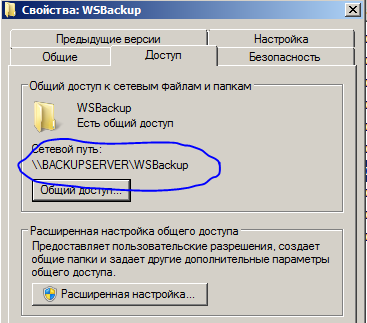 Свойства: WSBackup
Предыдущие версии
Настройка
Общие
Доступ
Безопасность
Общий доступ к сетевым файлам и папкам
WSBackup
Есть общий доступ
Сетевой путь:
\\BACKUPSERVER\WSBackup
Общий доступ...
Расширенная настройка общего доступа
Предоставляет пользовательские разрешения, создает
общие папки и задает другие дополнительные параметры
общего доступа.
Расширенная настройка...